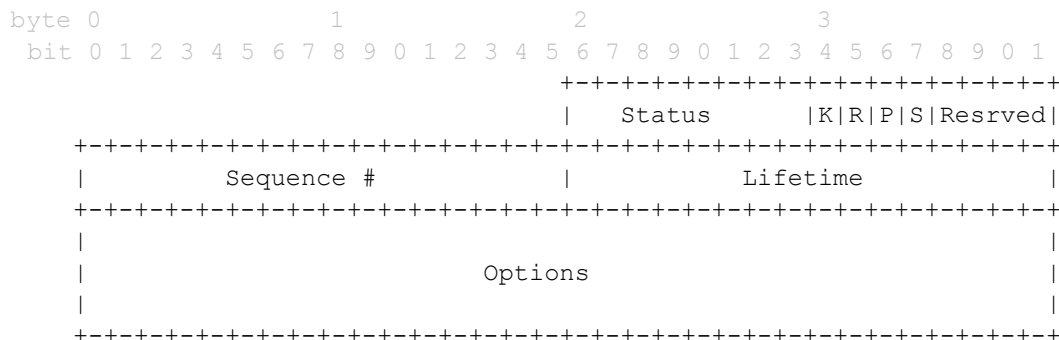 byte 0               1               2               3
 bit 0 1 2 3 4 5 6 7 8 9 0 1 2 3 4 5 6 7 8 9 0 1 2 3 4 5 6 7 8 9 0 1
                                    +-+-+-+-+-+-+-+-+-+-+-+-+-+-+-+-+
                                    |   Status      |K|R|P|S|Resrved|
    +-+-+-+-+-+-+-+-+-+-+-+-+-+-+-+-+-+-+-+-+-+-+-+-+-+-+-+-+-+-+-+-+
    |         Sequence #            |           Lifetime            |
    +-+-+-+-+-+-+-+-+-+-+-+-+-+-+-+-+-+-+-+-+-+-+-+-+-+-+-+-+-+-+-+-+
    |                                                               |
    |                          Options                              |
    |                                                               |
    +-+-+-+-+-+-+-+-+-+-+-+-+-+-+-+-+-+-+-+-+-+-+-+-+-+-+-+-+-+-+-+-+